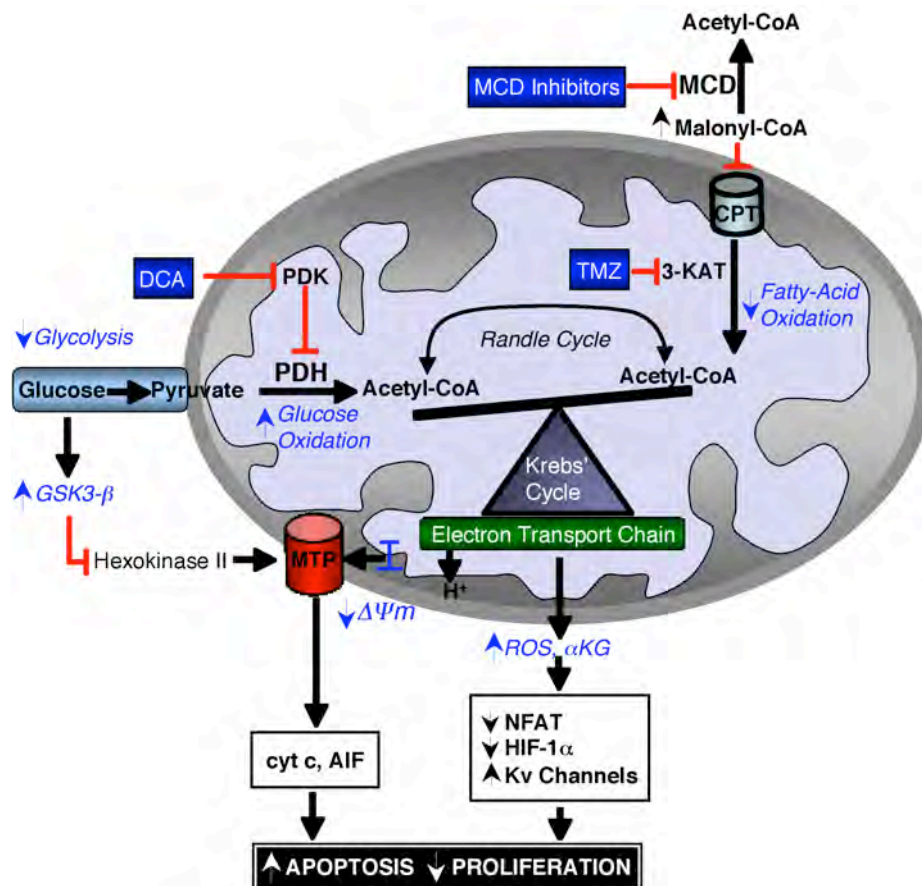 Acetyl-CoA
MCD Inhibitors
MCD
Malonyl-CoA
CPT
DCA
PDK
TMZ
3-KAT
Fatty-Acid
Oxidation
Glycolysis
Randle Cycle
Glucose
Pyruvate
PDH
Acetyl-CoA
Acetyl-CoA
Glucose
Oxidation
Krebs'
Cycle
GSK3-β
Electron Transport Chain
Hexokinase II
MTP
H+
ΔΨm
ROS, αKG
NFAT
HIF-1α
Kv Channels
cyt c, AIF
APOPTOSIS
PROLIFERATION